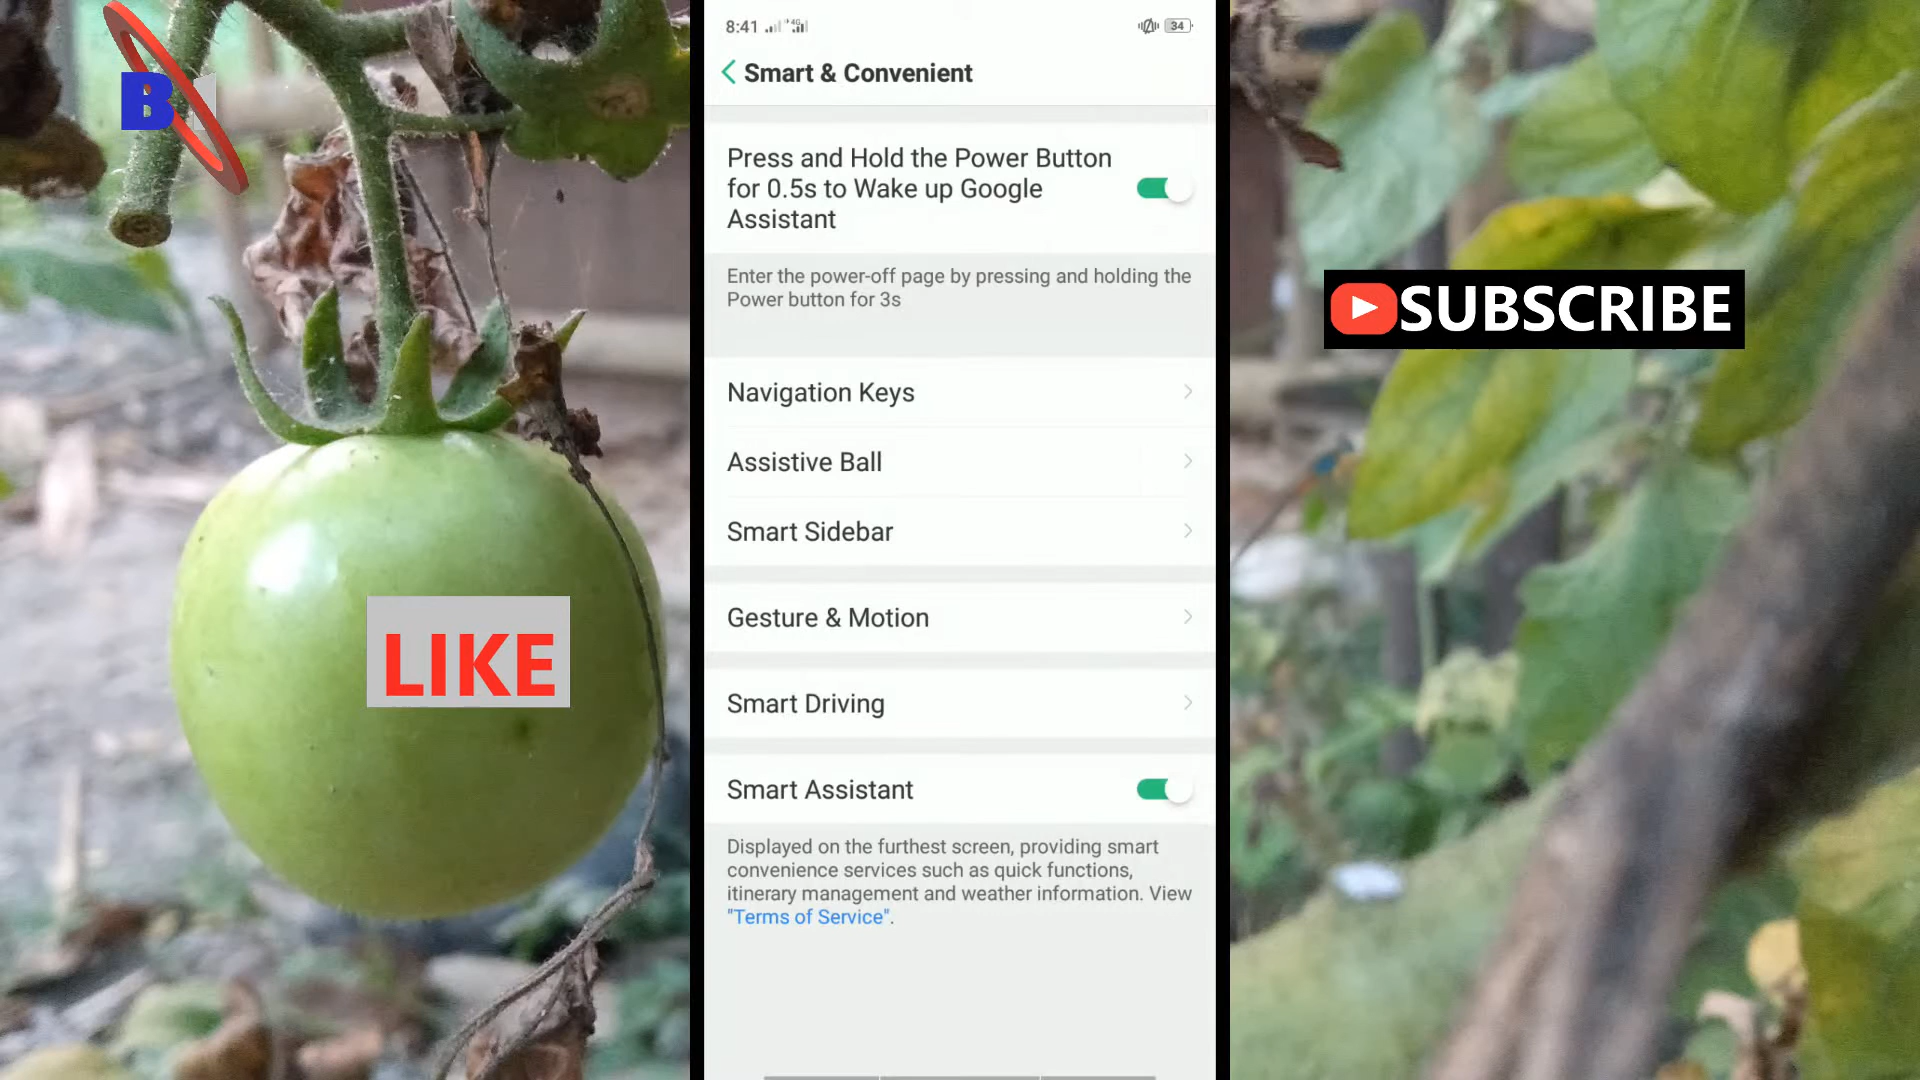 B
8:41
4G
34
Smart & Convenient
Press and Hold the Power Button
for 0.5s to Wake up Google
Assistant
Enter the power-off page by pressing and holding the
Power button for 3s
Navigation Keys
Assistive Ball
Smart Sidebar
Gesture & Motion
Smart Driving
Smart Assistant
Displayed on the furthest screen, providing smart
convenience services such as quick functions,
itinerary management and weather information. View
"Terms of Service".
LIKE
SUBSCRIBE